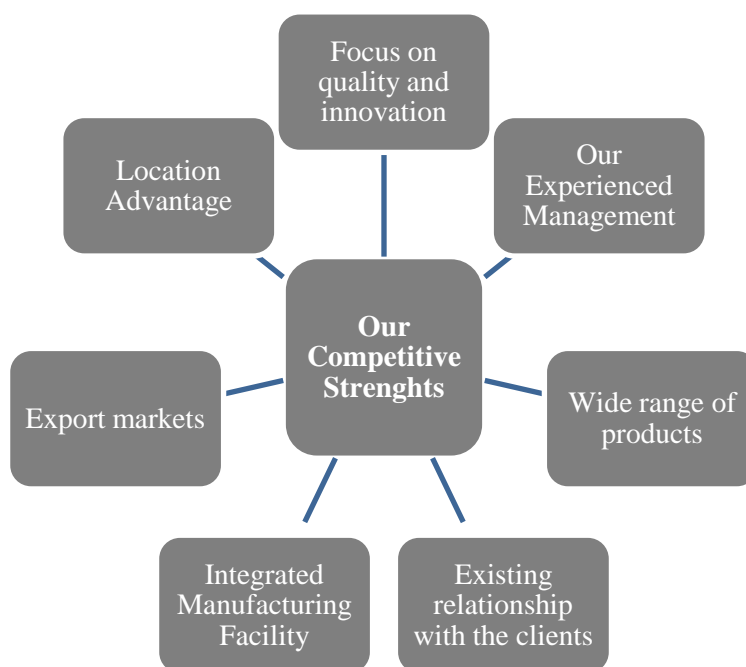 Focus on
quality and
innovation
Our
Experienced
Management
Wide range of
products
Existing
relationship
with the clients
Integrated
Manufacturing
Facility
Export markets
Location
Advantage
Our
Competitive
Strenghts